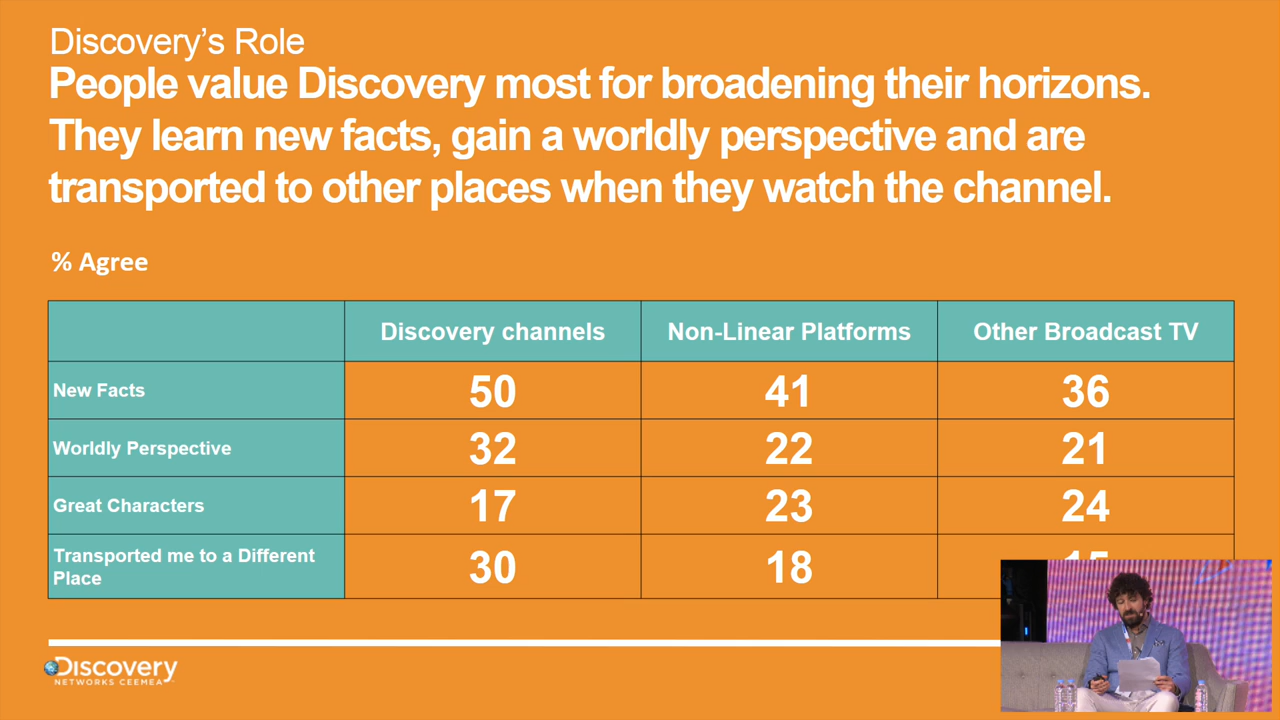 Discovery's Role
People value Discovery most for broadening their horizons.
They learn new facts, gain a worldly perspective and are
transported to other places when they watch the channel.
% Agree
Discovery channels Non-Linear Platforms Other Broadcast TV
New Facts 50 41 36
Worldly Perspective 32 22 21
Great Characters 17 23 24
Transported me to a Different
Place 30 18
Discovery
NETWORKS CEEMEA